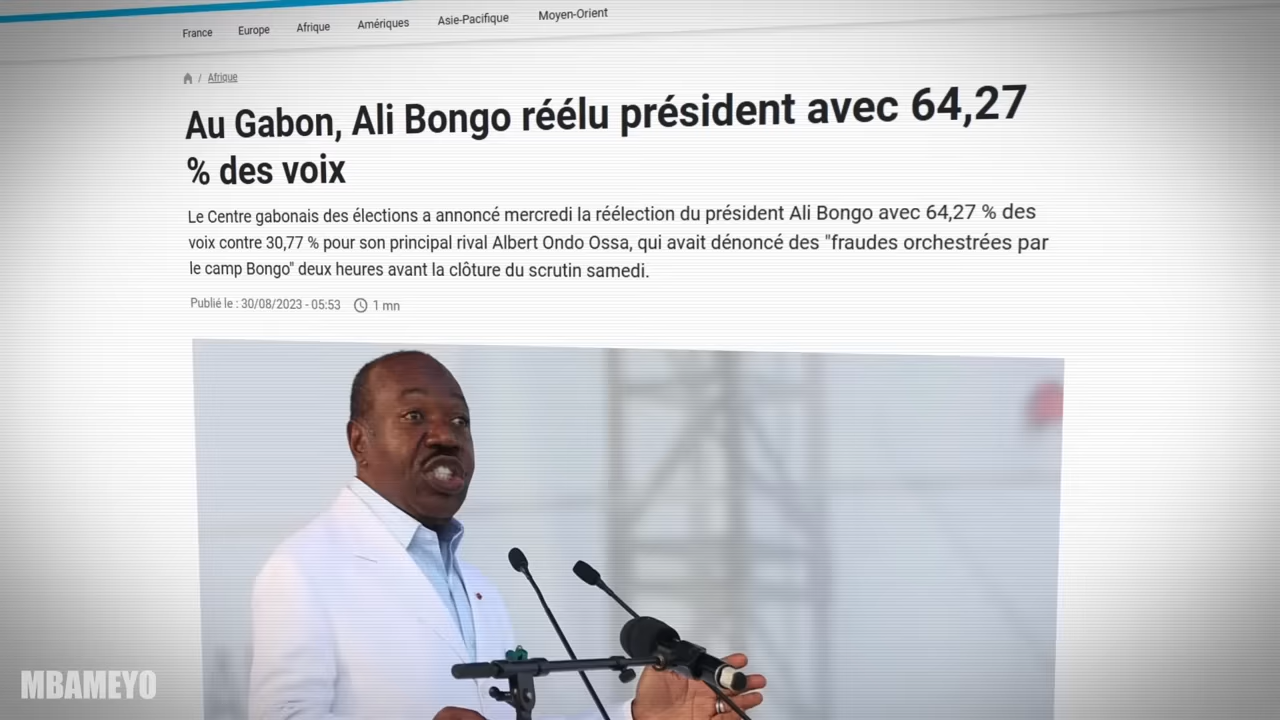 France Europe Afrique Amériques Asie-Pacifique Moyen-Orient
/ Afrique
Au Gabon, Ali Bongo réélu président avec 64,27
% des voix
Le Centre gabonais des élections a annoncé mercredi la réélection du président Ali Bongo avec 64,27 % des
voix contre 30,77 % pour son principal rival Albert Ondo Ossa, qui avait dénoncé des "fraudes orchestrées par
le camp Bongo" deux heures avant la clôture du scrutin samedi.
Publié le : 30/08/2023 - 05:53 1 mn
MBAMEYO